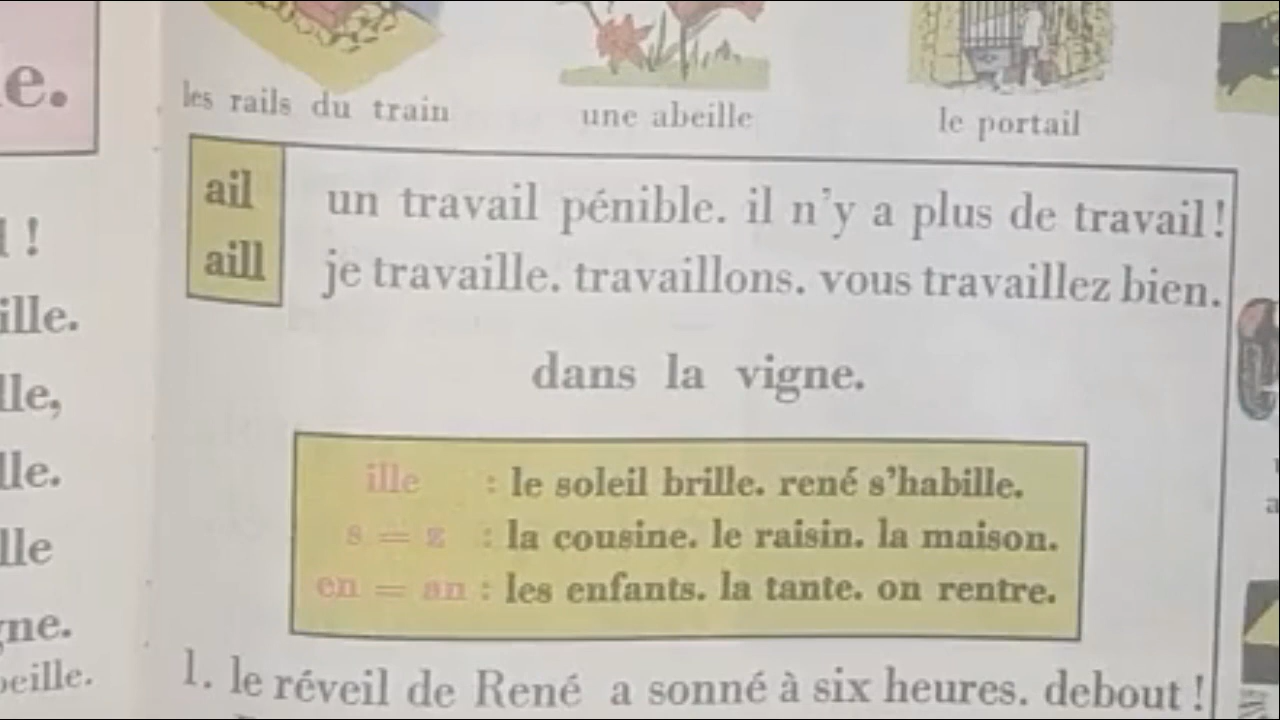 e.
les rails du train
une abeille
le portail
ail
un travail pénible. il n'y a plus de travail !
aill
je travaille. travaillons. vous travaillez bien.
dans la vigne.
ille : le soleil brille. rené s'habille.
s = z : la cousine. le raisin. la maison.
en = an : les enfants. la tante. on rentre.
1. le réveil de René a sonné à six heures. debout !
l !
ille.
lle,
lle.
lle
gne.
beille.